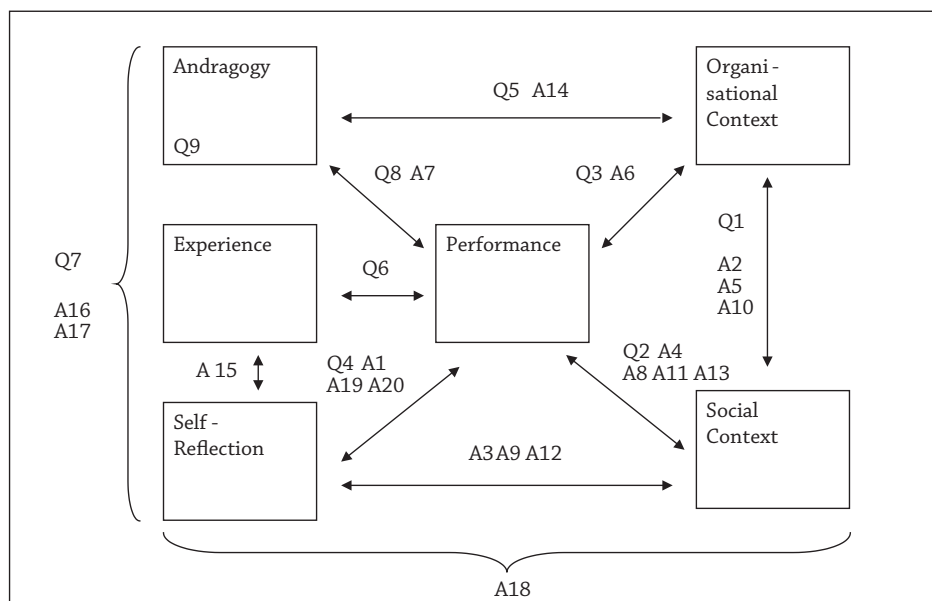 Andragogy
Q9
Q5 A14
Organi -
sational
Context
Q8 A7
Q3 A6
Q7
A16
A17
Experience
Q6
Performance
Q1
A2
A5
A10
A 15
Q4 A1
A19 A20
Q2 A4
A8 A11 A13
Self -
Reflection
A3 A9 A12
Social
Context
A18